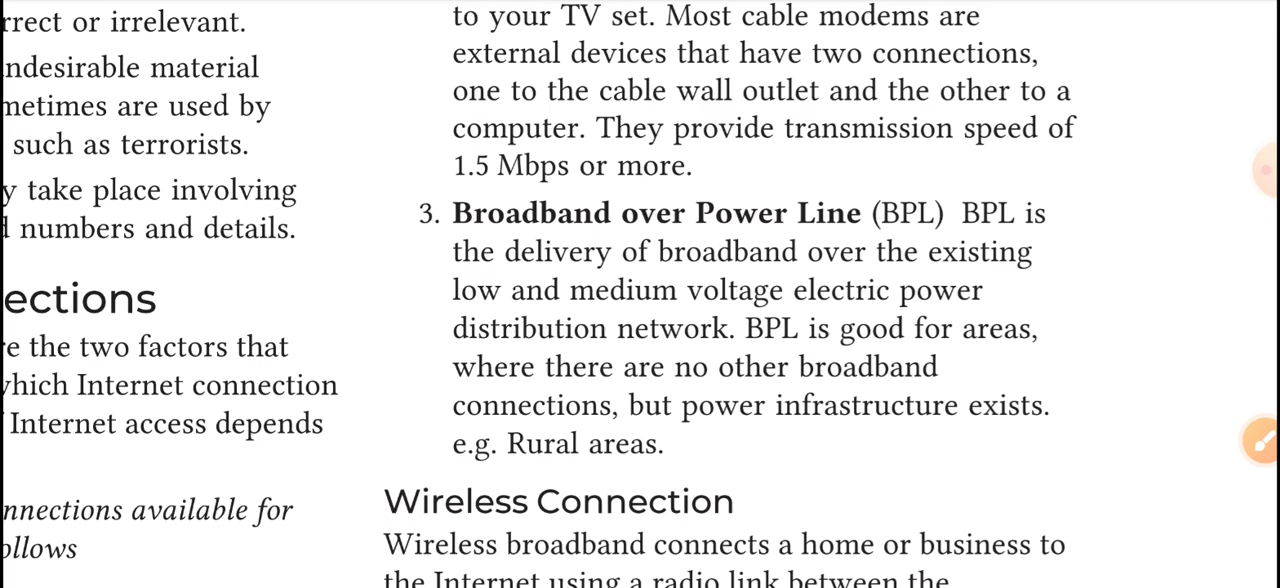 rrect or irrelevant.
ndesirable material
metimes are used by
such as terrorists.
y take place involving
numbers and details.
ections
e the two factors that
which Internet connection
Internet access depends
nnections available for
ollows
to your TV set. Most cable modems are
external devices that have two connections,
one to the cable wall outlet and the other to a
computer. They provide transmission speed of
1.5 Mbps or more.
3. Broadband over Power Line (BPL) BPL is
the delivery of broadband over the existing
low and medium voltage electric power
distribution network. BPL is good for areas,
where there are no other broadband
connections, but power infrastructure exists.
e.g. Rural areas.
Wireless Connection
Wireless broadband connects a home or business to
the Internet using a radio link between the